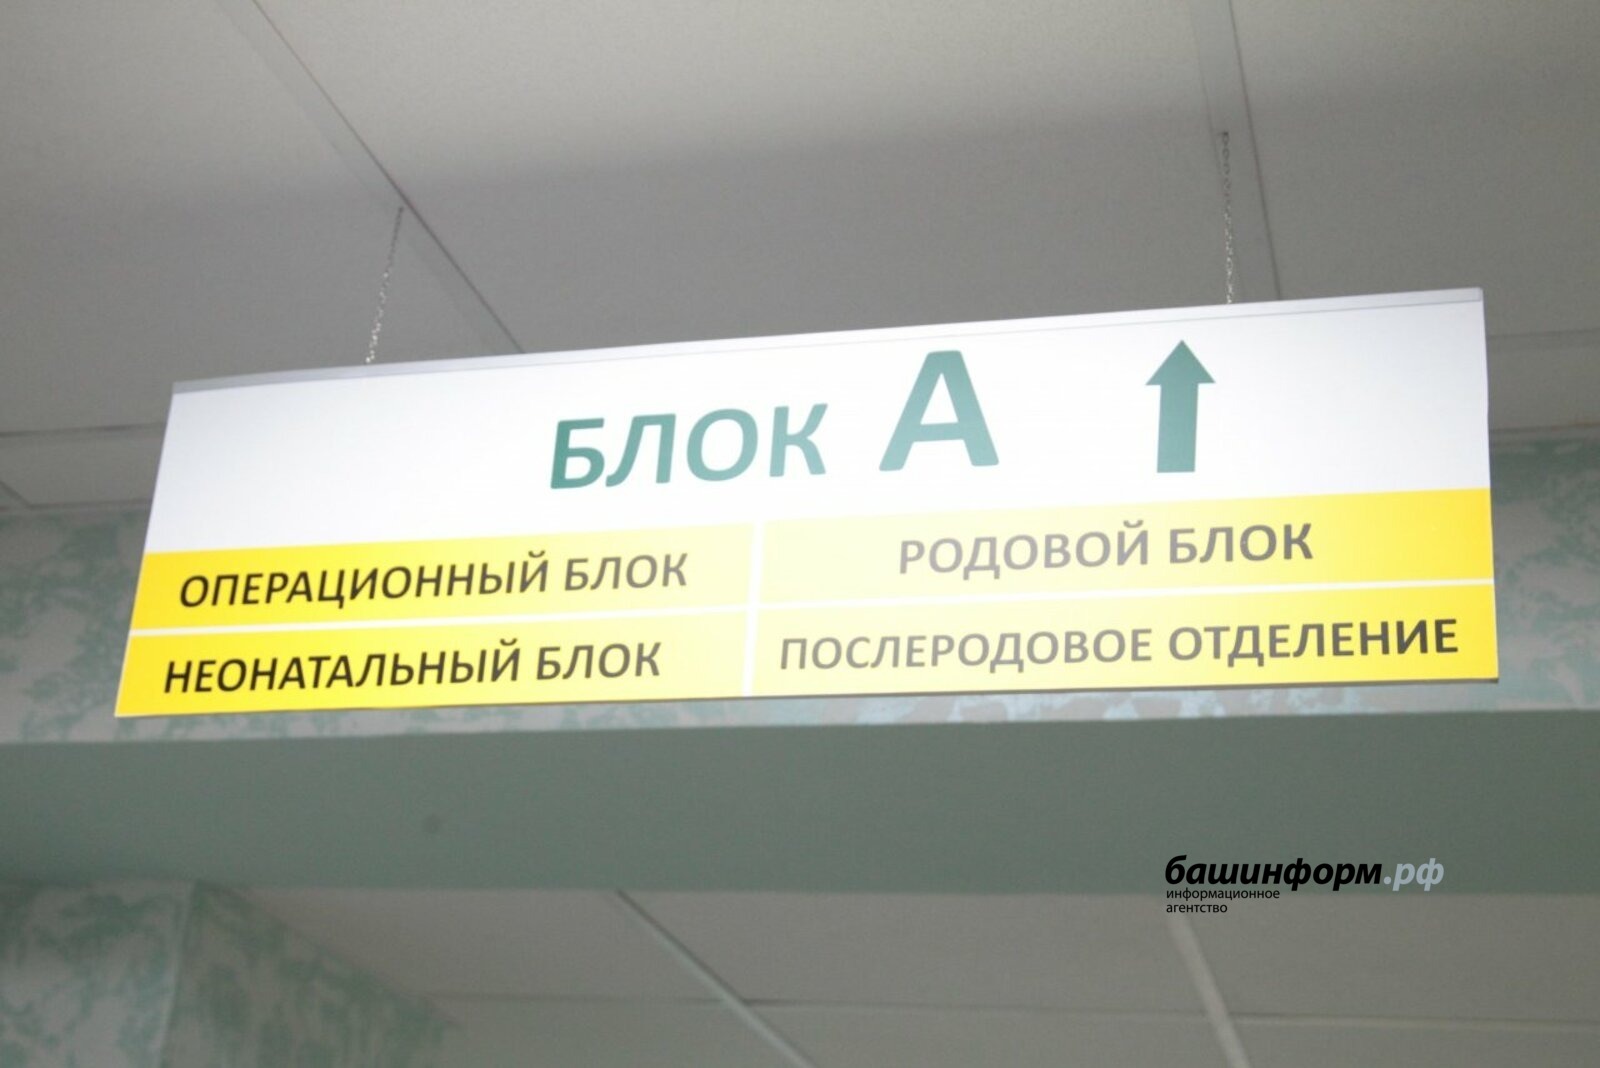 БЛОК А
ОПЕРАЦИОННЫЙ БЛОК
РОДОВОЙ БЛОК
НЕОНАТАЛЬНЫЙ БЛОК
ПОСЛЕРОДОВОЕ ОТДЕЛЕНИЕ
башинформ.рф
информационное
агентство